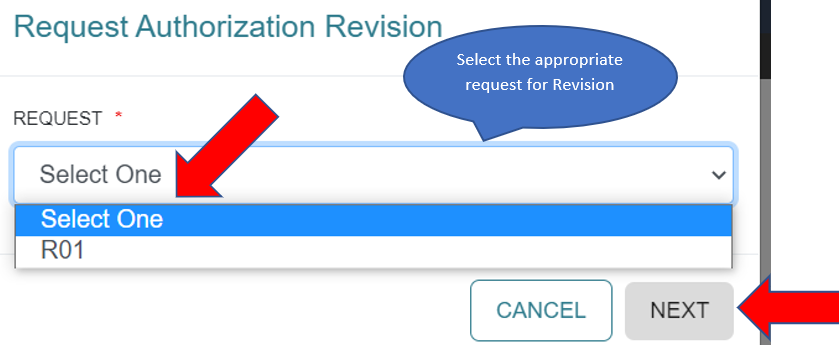 Request Authorization Revision
Select the appropriate
request for Revision
REQUEST *
Select One
Select One
R01
CANCEL
NEXT